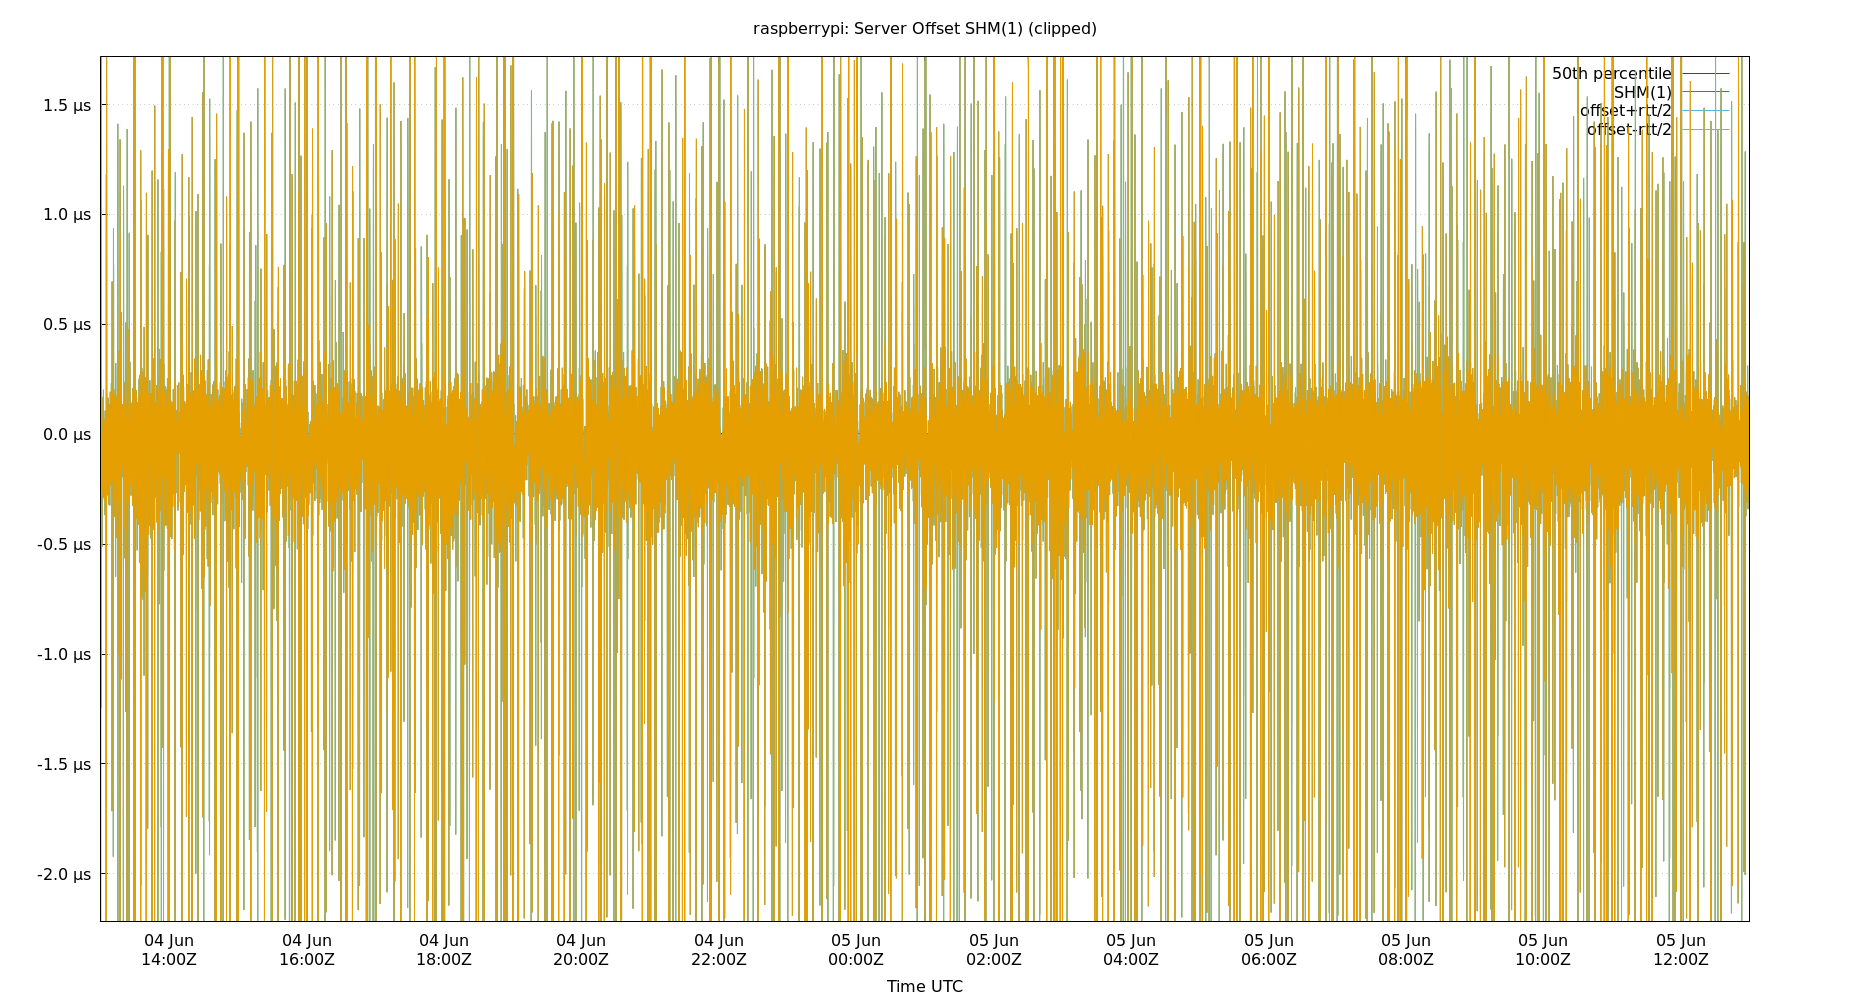 raspberrypi: Server Offset SHM(1) (clipped)
50th percentile
SHM(1)
offset+rtt/2
offset-rtt/2
1.5 µs
1.0 µs
0.5 µs
0.0 µs
-0.5 µs
-1.0 µs
-1.5 µs
-2.0 µs
04 Jun 04 Jun 04 Jun 04 Jun 04 Jun 05 Jun 05 Jun 05 Jun 05 Jun 05 Jun 05 Jun 05 Jun
14:00Z 16:00Z 18:00Z 20:00Z 22:00Z 00:00Z 02:00Z 04:00Z 06:00Z 08:00Z 10:00Z 12:00Z
Time UTC